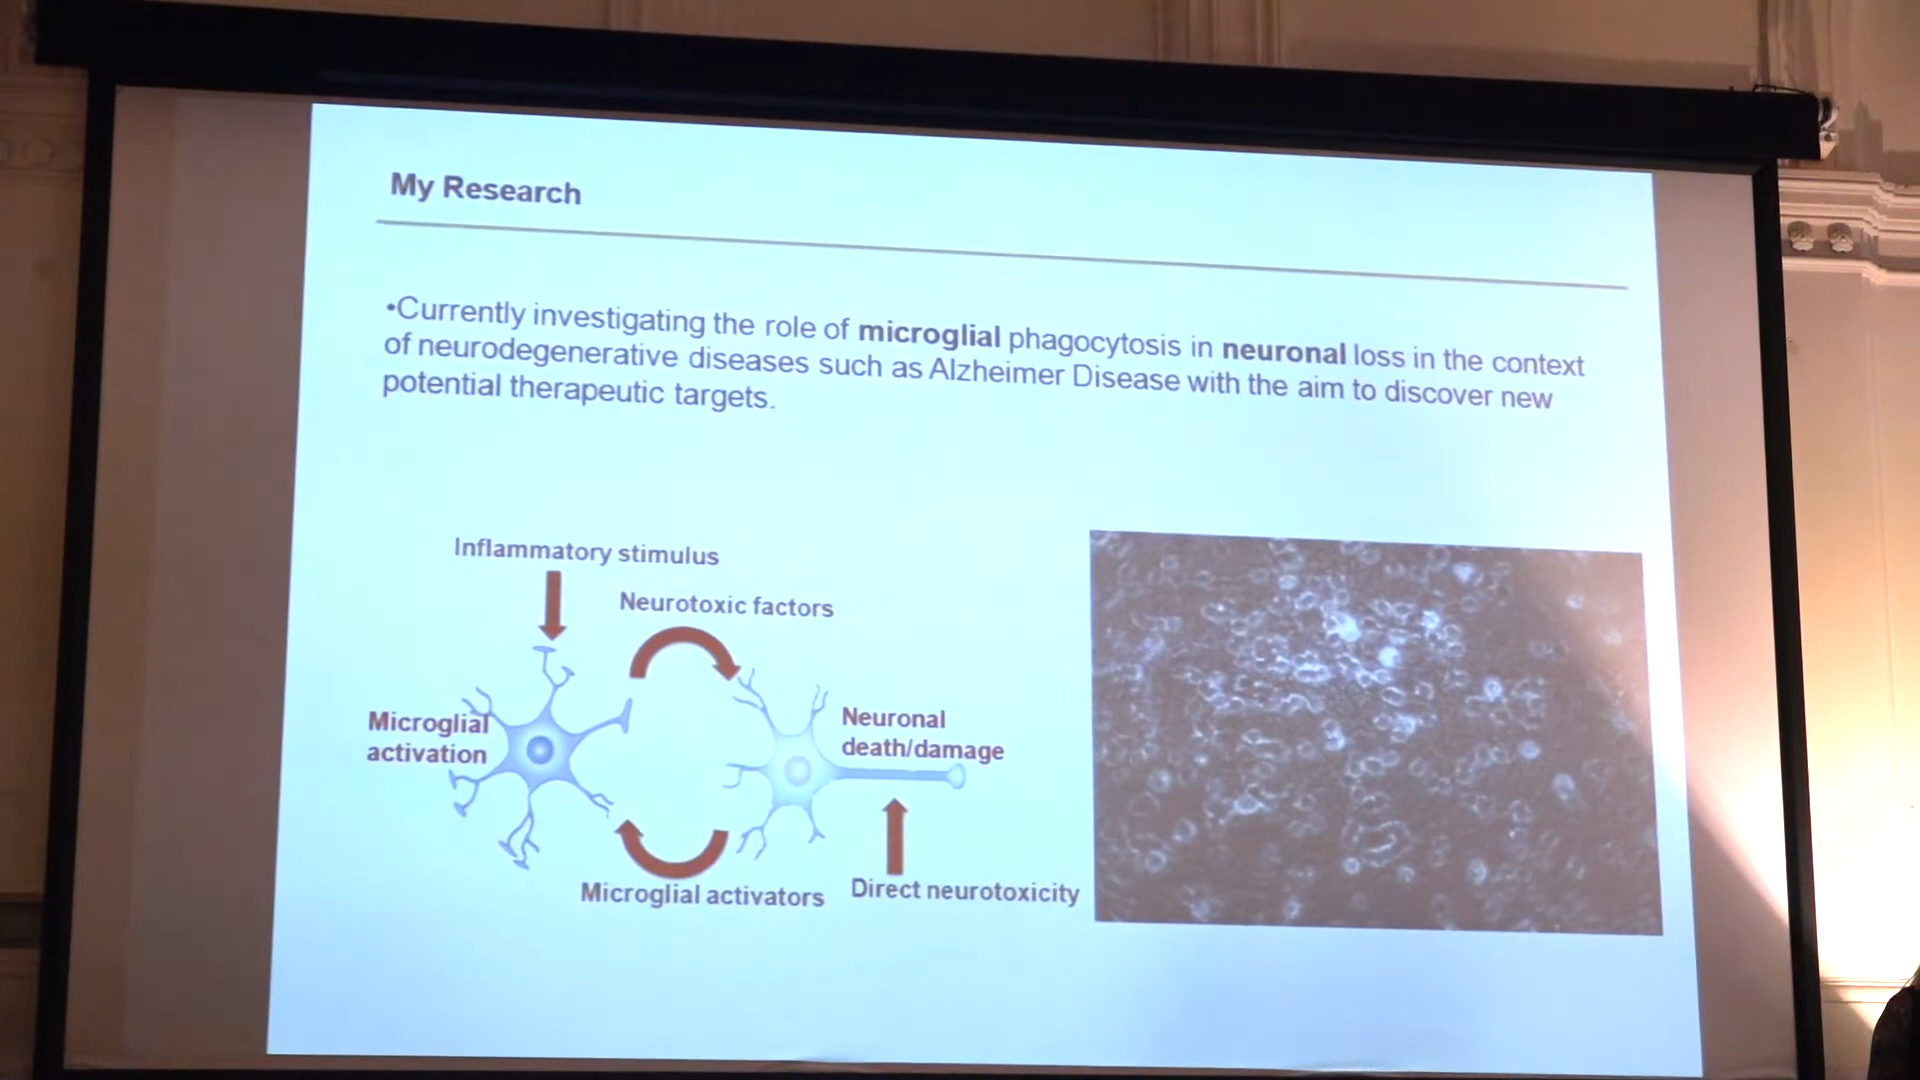 My Research
•Currently investigating the role of microglial phagocytosis in neuronal loss in the context
of neurodegenerative diseases such as Alzheimer Disease with the aim to discover new
potential therapeutic targets.
Inflammatory stimulus
Neurotoxic factors
Microglial
activation
Neuronal
death/damage
Microglial activators
Direct neurotoxicity